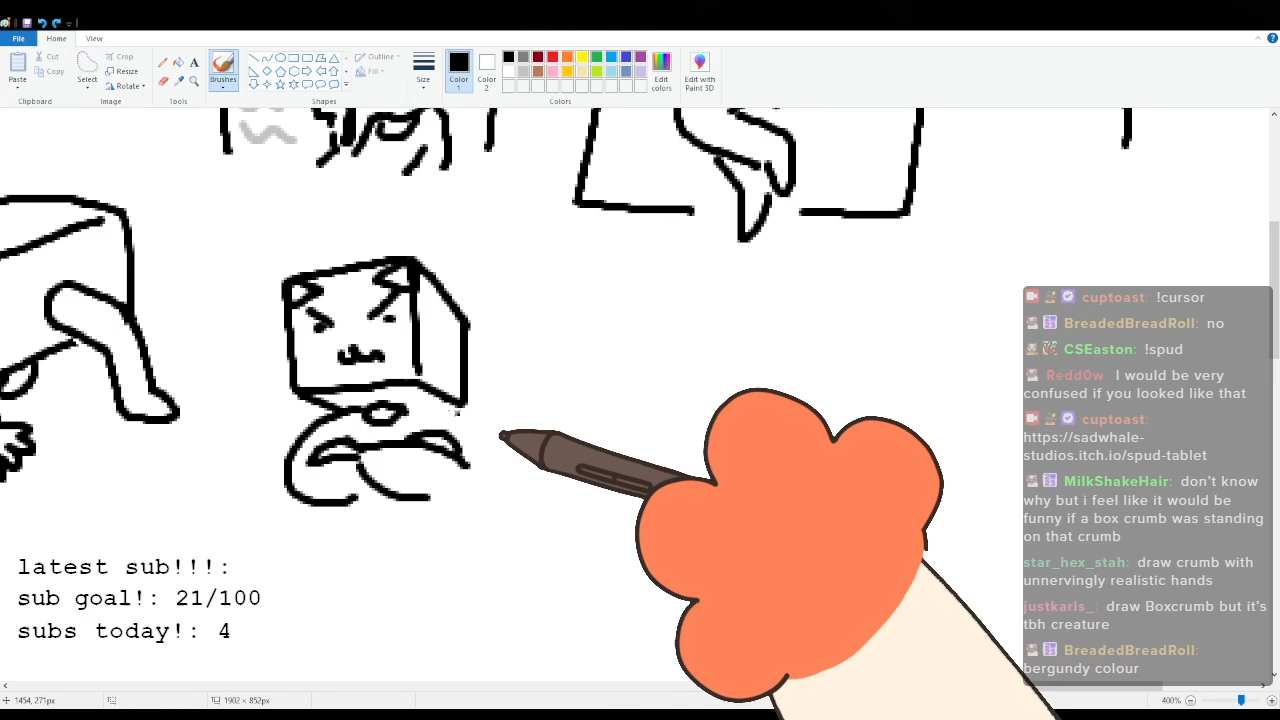 File Home View
Paste
Cut
Copy
Clipboard
Select
Crop
Resize
Rotate
Image
A
Tools
Brushes
Outline
Fill
Shapes
Size
Color
1
Color
2
Edit
colors
Edit with
Paint 3D
Colors
cuptoast: !cursor
BreadedBreadRoll: no
CSEaston: !spud
Redd0w I would be very
confused if you looked like that
cuptoast:
https://sadwhale-
studios.itch.io/spud-tablet
MilkShakeHair: don't know
why but i feel like it would be
funny if a box crumb was standing
on that crumb
star_hex_stah: draw crumb with
unnervingly realistic hands
justkarls_: draw Boxcrumb but it's
tbh creature
BreadedBreadRoll:
bergundy colour
latest sub!!!:
sub goal!: 21/100
subs today!: 4
1454, 271px
1902 × 852px
400%